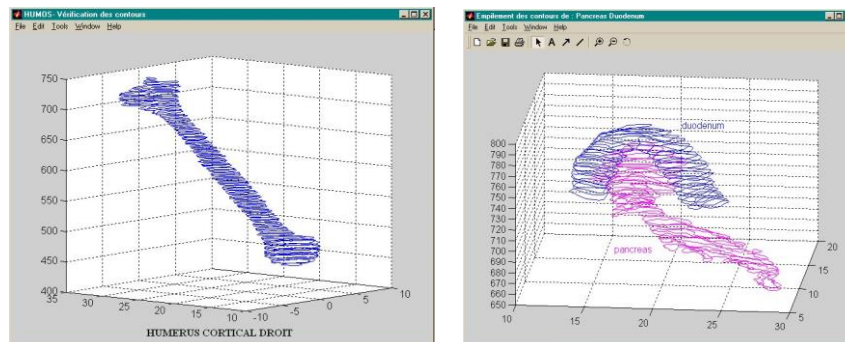 HUMOS- Vérification des contours
File Edit Tools Window Help
750
700
650
600
550
500
450
400
35 30 25 20 15 10 -10 -5 0 5 10
HUMERUS CORTICAL DROIT
Empilement des contours de : Pancreas Duodenum
File Edit Tools Window Help
A
duodenum
800
790
780
770
760
750
740
730
720
710
700
690
680
670
660
650
pancreas
10 15 20 25 30
5
10
15
20